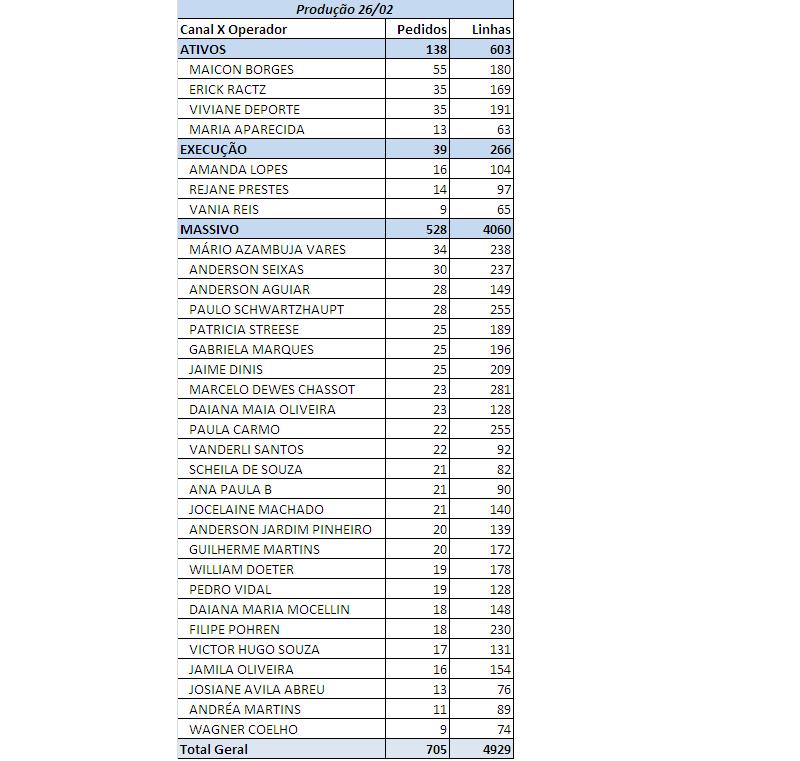 Produção 26/02
Canal X Operador Pedidos Linhas
ATIVOS 138 603
MAICON BORGES 55 180
ERICK RACTZ 35 169
VIVIANE DEPORTE 35 191
MARIA APARECIDA 13 63
EXECUÇÃO 39 266
AMANDA LOPES 16 104
REJANE PRESTES 14 97
VANIA REIS 9 65
MASSIVO 528 4060
MÁRIO AZAMBUJA VARES 34 238
ANDERSON SEIXAS 30 237
ANDERSON AGUIAR 28 149
PAULO SCHWARTZHAUPT 28 255
PATRICIA STREESE 25 189
GABRIELA MARQUES 25 196
JAIME DINIS 25 209
MARCELO DEWES CHASSOT 23 281
DAIANA MAIA OLIVEIRA 23 128
PAULA CARMO 22 255
VANDERLI SANTOS 22 92
SCHEILA DE SOUZA 21 82
ANA PAULA B 21 90
JOCELAINE MACHADO 21 140
ANDERSON JARDIM PINHEIRO 20 139
GUILHERME MARTINS 20 172
WILLIAM DOETER 19 178
PEDRO VIDAL 19 128
DAIANA MARIA MOCELLIN 18 148
FILIPE POHREN 18 230
VICTOR HUGO SOUZA 17 131
JAMILA OLIVEIRA 16 154
JOSIANE AVILA ABREU 13 76
ANDRÉA MARTINS 11 89
WAGNER COELHO 9 74
Total Geral 705 4929